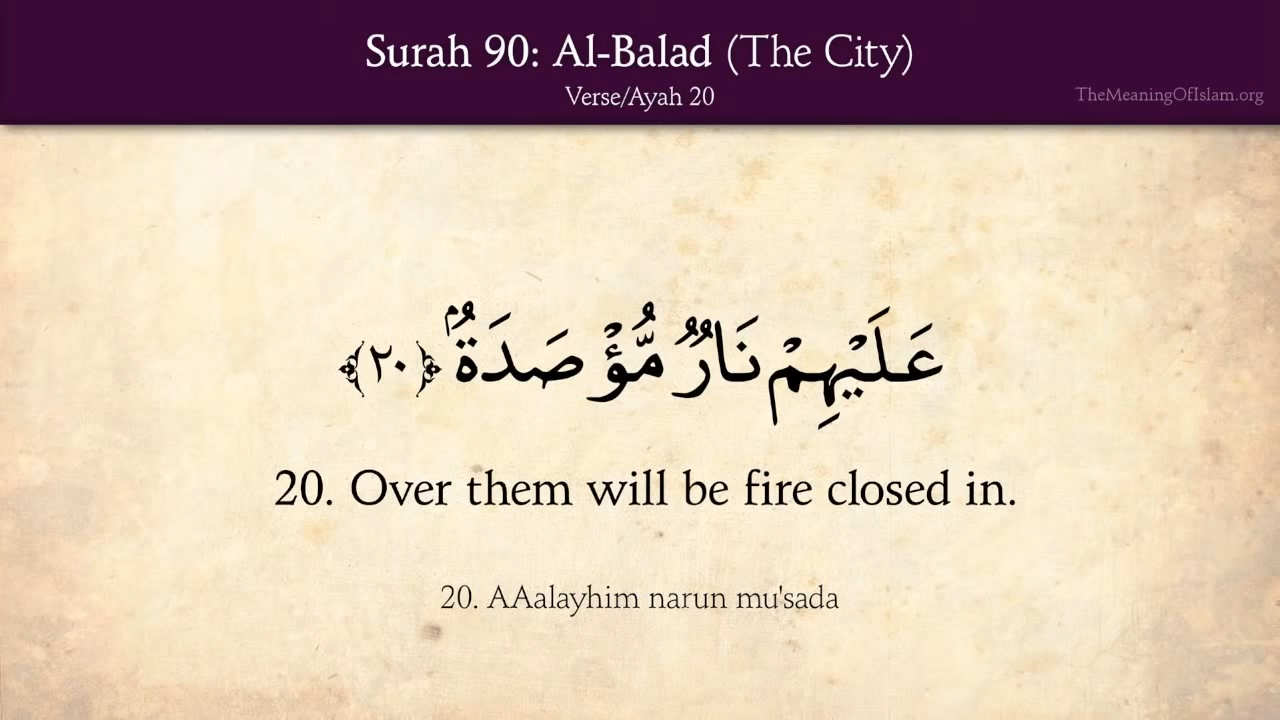 Surah 90: Al-Balad (The City)
Verse/Ayah 20
TheMeaningOfIslam.org
عَلَيْهِمْ نَارٌ مُّؤْصَدَةٌۢ ﴿٢٠﴾
20. Over them will be fire closed in.
20. AAalayhim narun mu'sada